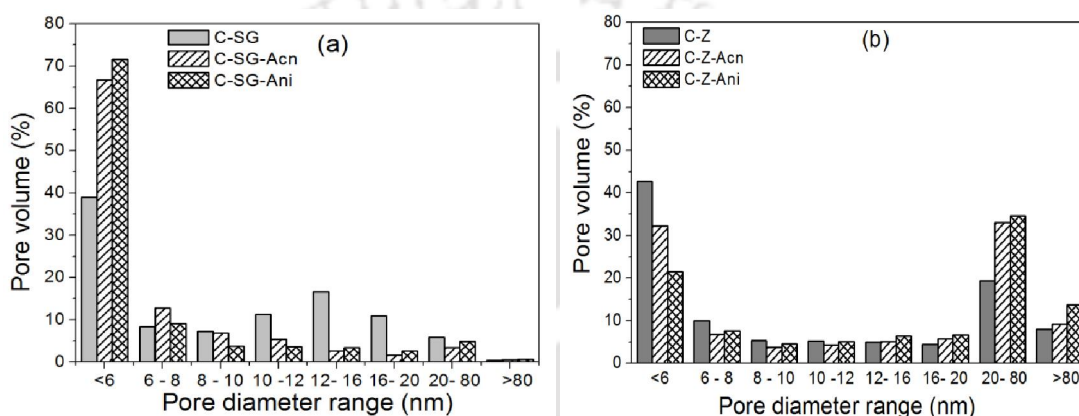 (a)
C-SG
C-SG-Acn
C-SG-Ani
Pore volume (%)
80
70
60
50
40
30
20
10
0
<6 6 - 8 8 - 10 10 -12 12- 16 16- 20 20- 80 >80
Pore diameter range (nm)
(b)
C-Z
C-Z-Acn
C-Z-Ani
Pore volume (%)
80
70
60
50
40
30
20
10
0
<6 6 - 8 8 - 10 10 -12 12- 16 16- 20 20- 80 >80
Pore diameter range (nm)